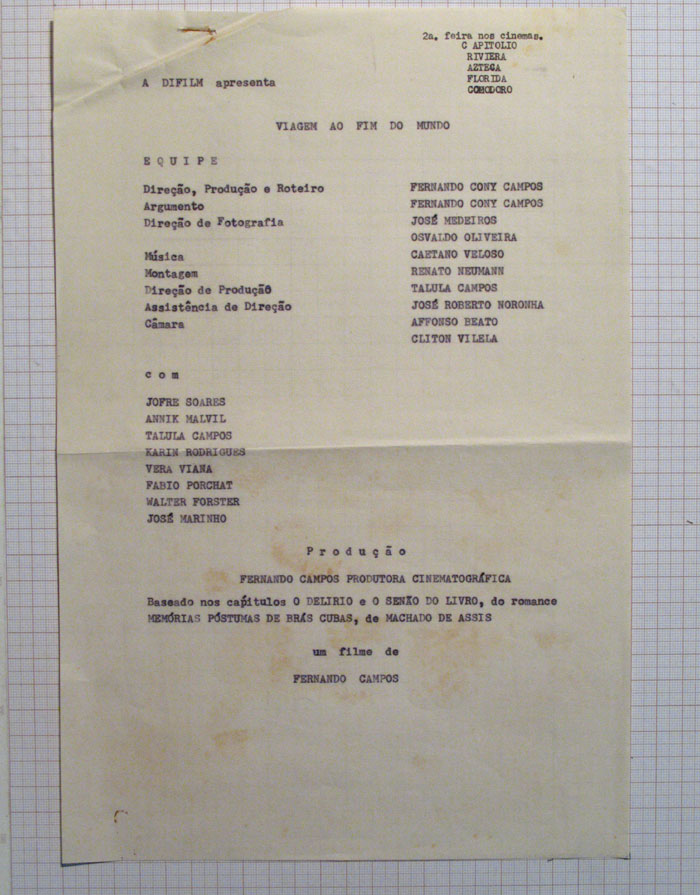 2a. feira nos cinemas.
C APITOLIO
RIVIERA
AZTECA
FLORIDA
COMODORO
A DIFILM apresenta
VIAGEM AO FIM DO MUNDO
E Q U I P E
Direção, Produção e Roteiro FERNANDO CONY CAMPOS
Argumento FERNANDO CONY CAMPOS
Direção de Fotografia JOSÉ MEDEIROS
OSVALDO OLIVEIRA
Música CAETANO VELOSO
Montagem RENATO NEUMANN
Direção de Produção TALULA CAMPOS
Assistência de Direção JOSÉ ROBERTO NORONHA
Câmara AFFONSO BEATO
CLITON VILELA
c o m
JOFRE SOARES
ANNIK MALVIL
TALULA CAMPOS
KARIN RODRIGUES
VERA VIANA
FABIO PORCHAT
WALTER FORSTER
JOSÉ MARINHO
P r o d u ç ã o
FERNANDO CAMPOS PRODUTORA CINEMATOGRÁFICA
Baseado nos capítulos O DELIRIO e O SENÃO DO LIVRO, do romance
MEMÓRIAS PÓSTUMAS DE BRÁS CUBAS, de MACHADO DE ASSIS
um filme de
FERNANDO CAMPOS